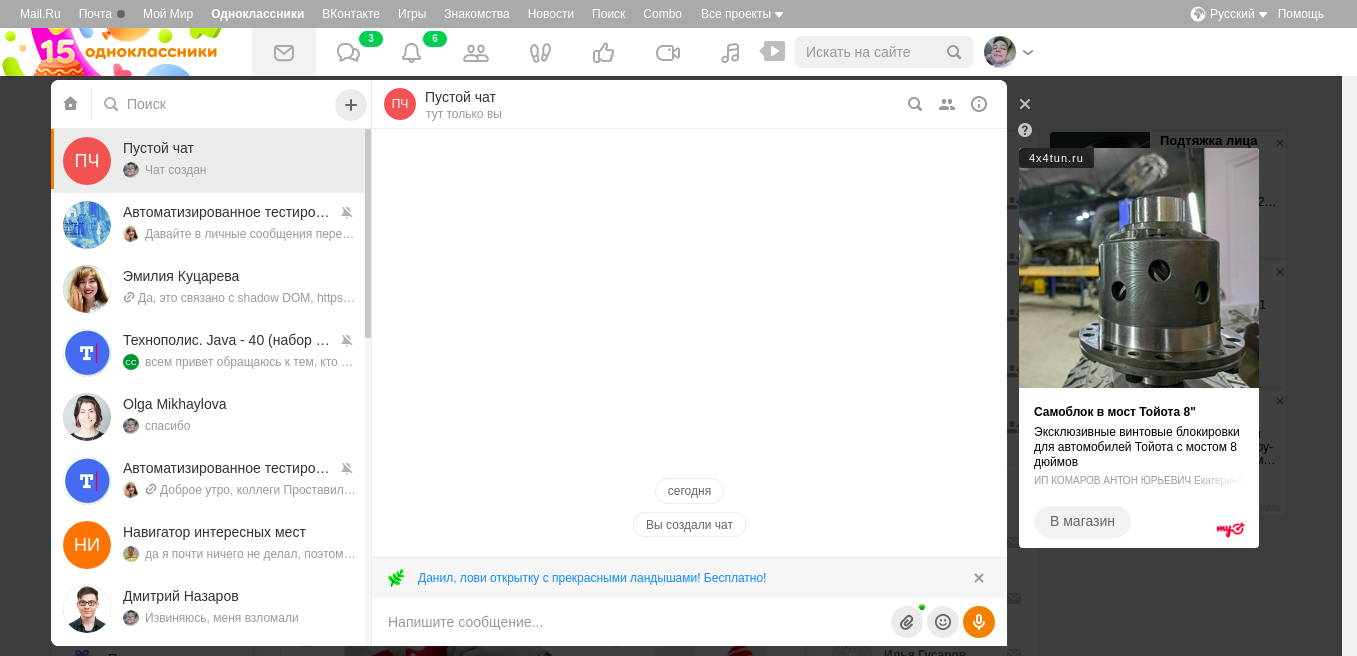 Mail.Ru Почта Мой Мир Одноклассники ВКонтакте Игры Знакомства Новости Поиск Combo Все проекты Русский Помощь
15 одноклассники
3
6
Искать на сайте
Поиск
ПЧ
Пустой чат
тут только вы
ПЧ
Пустой чат
Чат создан
Автоматизированное тестиро…
Давайте в личные сообщения пере…
Эмилия Куцарева
Да, это связано с shadow DOM, https…
Технополис. Java - 40 (набор …
СС
всем привет обращаюсь к тем, кто …
Olga Mikhaylova
спасибо
Автоматизированное тестиро…
Доброе утро, коллеги Проставил…
НИ
Навигатор интересных мест
да я почти ничего не делал, поэтом…
Дмитрий Назаров
Извиняюсь, меня взломали
сегодня
Вы создали чат
Данил, лови открытку с прекрасными ландышами! Бесплатно!
Напишите сообщение...
Подтяжка лица
4x4tun.ru
Самоблок в мост Тойота 8"
Эксклюзивные винтовые блокировки
для автомобилей Тойота с мостом 8
дюймов
ИП КОМАРОВ АНТОН ЮРЬЕВИЧ Екатеринб
В магазин
Илья Гусаров